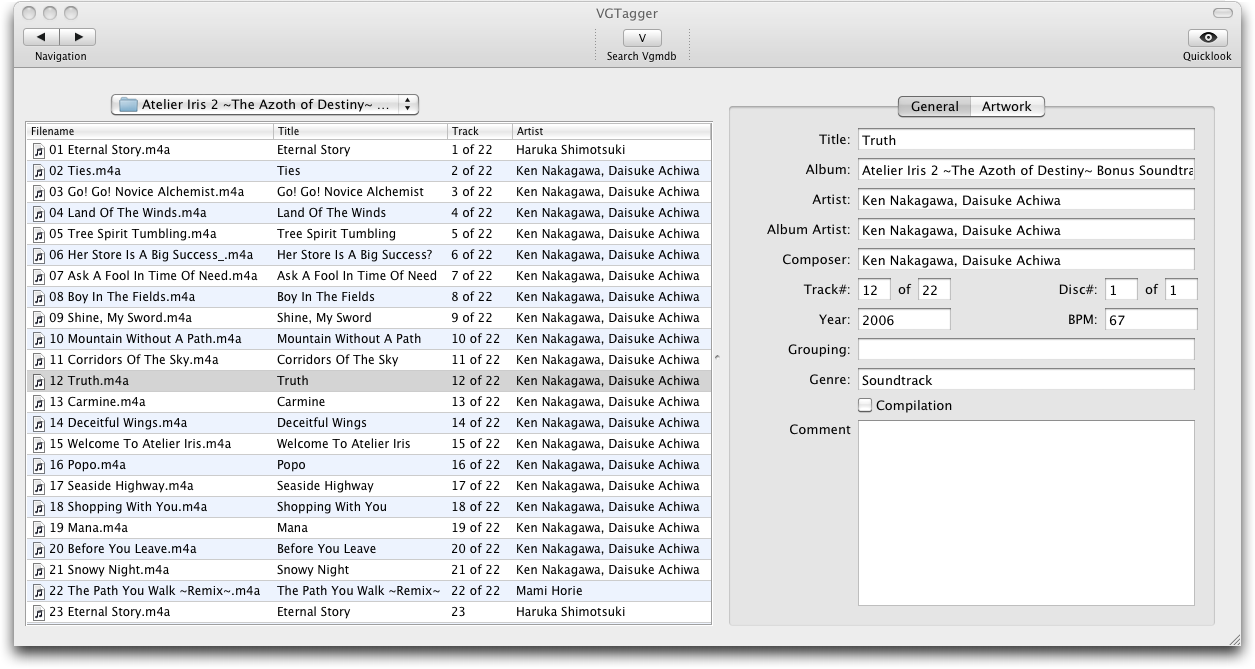 VGTagger
Navigation
V
Search Vgmdb
Quicklook
Atelier Iris 2 ~The Azoth of Destiny~ ...
Filename Title Track Artist
01 Eternal Story.m4a Eternal Story 1 of 22 Haruka Shimotsuki
02 Ties.m4a Ties 2 of 22 Ken Nakagawa, Daisuke Achiwa
03 Go! Go! Novice Alchemist.m4a Go! Go! Novice Alchemist 3 of 22 Ken Nakagawa, Daisuke Achiwa
04 Land Of The Winds.m4a Land Of The Winds 4 of 22 Ken Nakagawa, Daisuke Achiwa
05 Tree Spirit Tumbling.m4a Tree Spirit Tumbling 5 of 22 Ken Nakagawa, Daisuke Achiwa
06 Her Store Is A Big Success_.m4a Her Store Is A Big Success? 6 of 22 Ken Nakagawa, Daisuke Achiwa
07 Ask A Fool In Time Of Need.m4a Ask A Fool In Time Of Need 7 of 22 Ken Nakagawa, Daisuke Achiwa
08 Boy In The Fields.m4a Boy In The Fields 8 of 22 Ken Nakagawa, Daisuke Achiwa
09 Shine, My Sword.m4a Shine, My Sword 9 of 22 Ken Nakagawa, Daisuke Achiwa
10 Mountain Without A Path.m4a Mountain Without A Path 10 of 22 Ken Nakagawa, Daisuke Achiwa
11 Corridors Of The Sky.m4a Corridors Of The Sky 11 of 22 Ken Nakagawa, Daisuke Achiwa
12 Truth.m4a Truth 12 of 22 Ken Nakagawa, Daisuke Achiwa
13 Carmine.m4a Carmine 13 of 22 Ken Nakagawa, Daisuke Achiwa
14 Deceitful Wings.m4a Deceitful Wings 14 of 22 Ken Nakagawa, Daisuke Achiwa
15 Welcome To Atelier Iris.m4a Welcome To Atelier Iris 15 of 22 Ken Nakagawa, Daisuke Achiwa
16 Popo.m4a Popo 16 of 22 Ken Nakagawa, Daisuke Achiwa
17 Seaside Highway.m4a Seaside Highway 17 of 22 Ken Nakagawa, Daisuke Achiwa
18 Shopping With You.m4a Shopping With You 18 of 22 Ken Nakagawa, Daisuke Achiwa
19 Mana.m4a Mana 19 of 22 Ken Nakagawa, Daisuke Achiwa
20 Before You Leave.m4a Before You Leave 20 of 22 Ken Nakagawa, Daisuke Achiwa
21 Snowy Night.m4a Snowy Night 21 of 22 Ken Nakagawa, Daisuke Achiwa
22 The Path You Walk ~Remix~.m4a The Path You Walk ~Remix~ 22 of 22 Mami Horie
23 Eternal Story.m4a Eternal Story 23 Haruka Shimotsuki
General Artwork
Title: Truth
Album: Atelier Iris 2 ~The Azoth of Destiny~ Bonus Soundtra
Artist: Ken Nakagawa, Daisuke Achiwa
Album Artist: Ken Nakagawa, Daisuke Achiwa
Composer: Ken Nakagawa, Daisuke Achiwa
Track#: 12 of 22 Disc#: 1 of 1
Year: 2006 BPM: 67
Grouping:
Genre: Soundtrack
Compilation
Comment